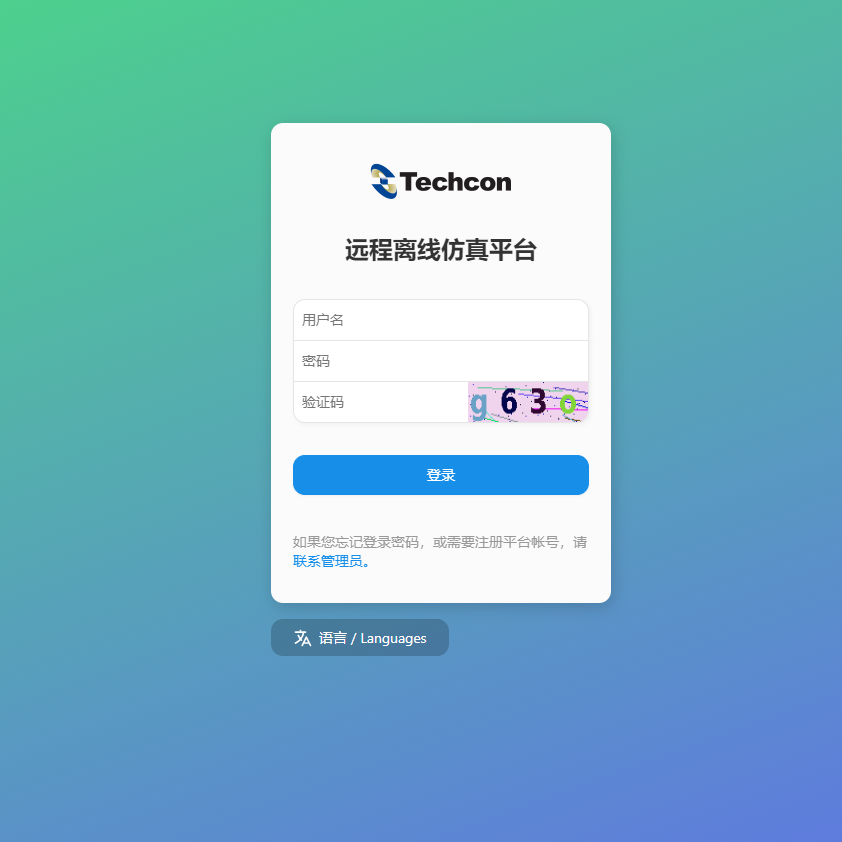 Techcon
远程离线仿真平台
用户名
密码
验证码
g63o
登录
如果您忘记登录密码，或需要注册平台帐号，请
联系管理员。
语言 / Languages